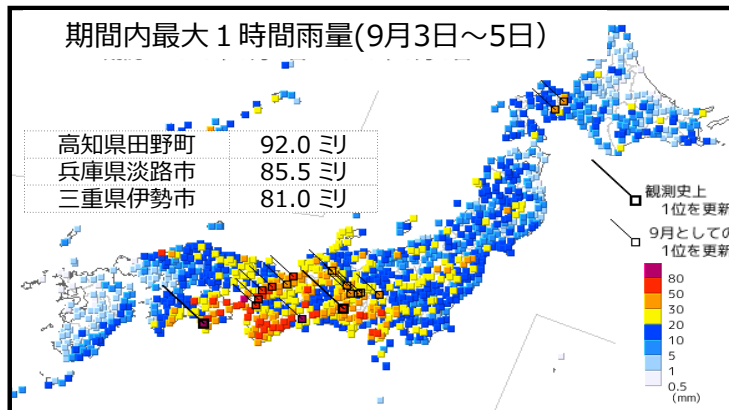 期間内最大１時間雨量(9月3日～5日)
高知県田野町 92.0 ミリ
兵庫県淡路市 85.5 ミリ
三重県伊勢市 81.0 ミリ
観測史上
1位を更新
9月としての
1位を更新
80
50
30
20
10
5
1
0.5
(mm)